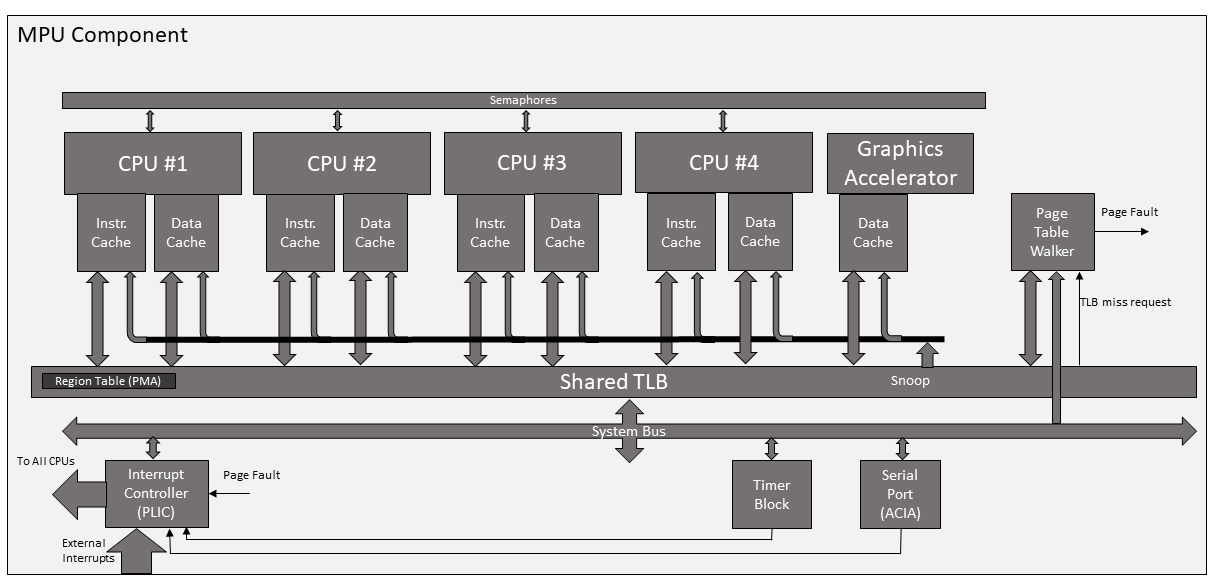 MPU Component
Semaphores
CPU #1
CPU #2
CPU #3
CPU #4
Graphics
Accelerator
Instr.
Cache
Data
Cache
Instr.
Cache
Data
Cache
Instr.
Cache
Data
Cache
Instr.
Cache
Data
Cache
Data
Cache
Page
Table
Walker
Page Fault
TLB miss request
Region Table (PMA)
Shared TLB
Snoop
System Bus
To All CPUs
Interrupt
Controller
(PLIC)
Page Fault
Timer
Block
Serial
Port
(ACIA)
External
Interrupts